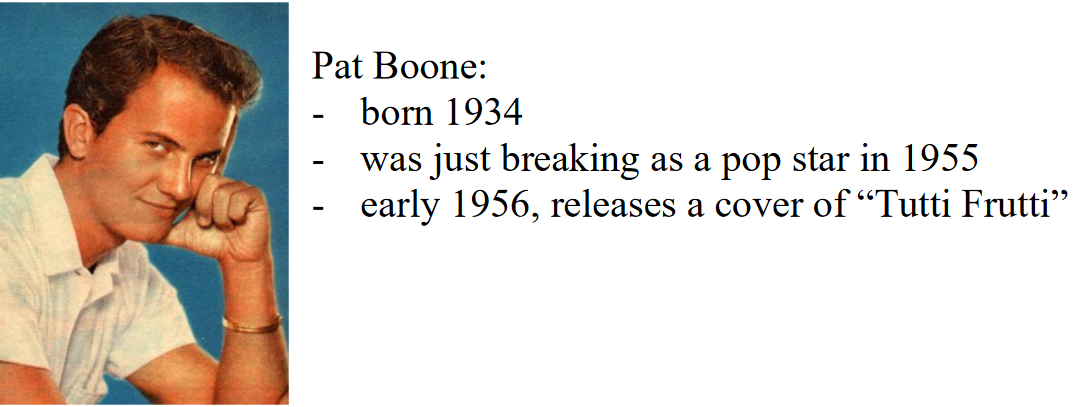 Pat Boone:
- born 1934
- was just breaking as a pop star in 1955
- early 1956, releases a cover of “Tutti Frutti”